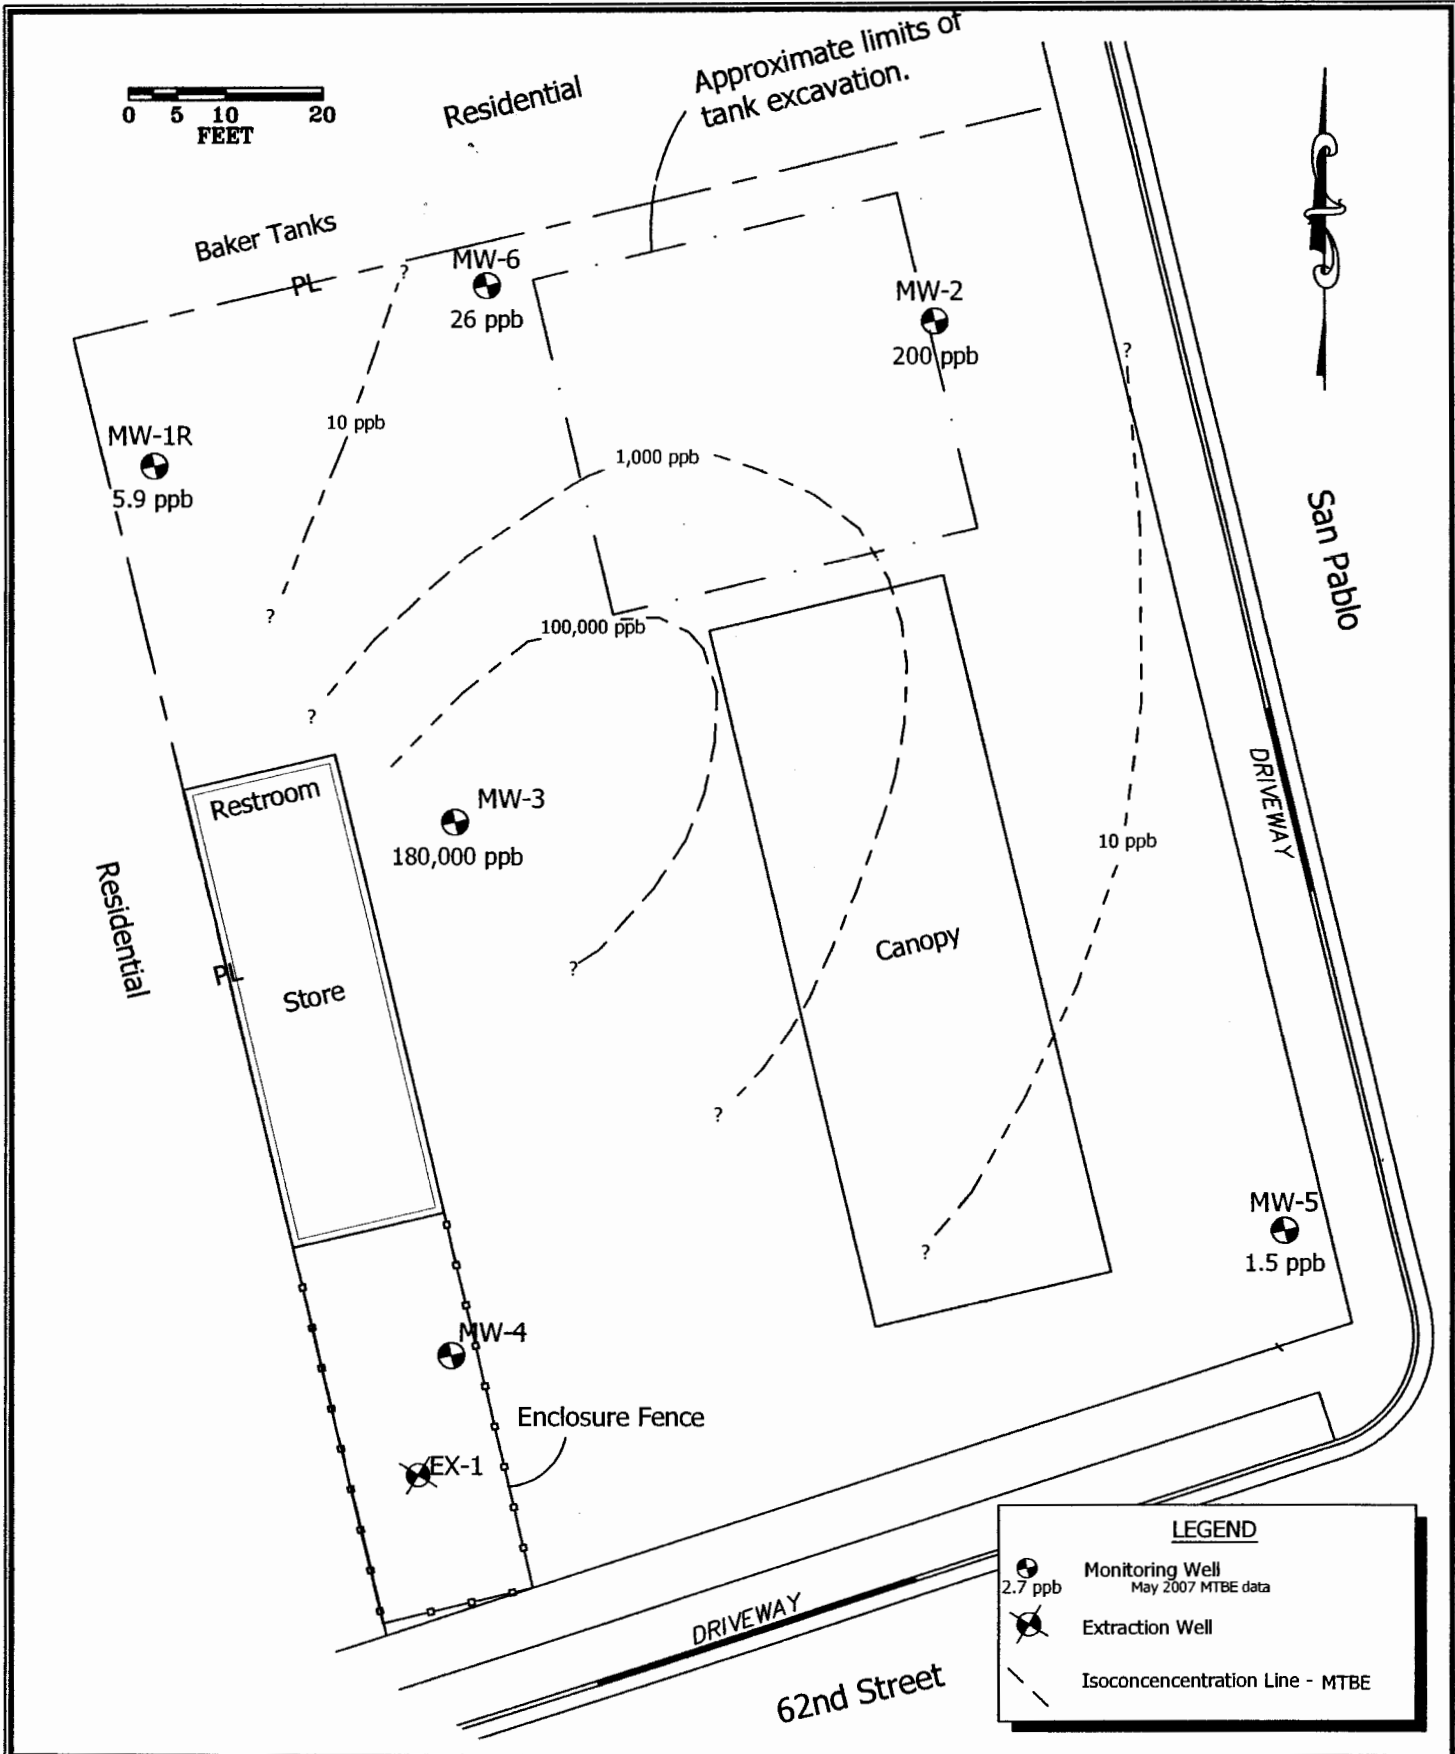 Approximate limits of
tank excavation.
Residential
0 5 10 20
FEET
Baker Tanks
PL
?
MW-6
26 ppb
MW-2
200 ppb
?
10 ppb
MW-1R
5.9 ppb
1,000 ppb
San Pablo
?
100,000 ppb
?
Restroom
MW-3
180,000 ppb
DRIVEWAY
10 ppb
Residential
PL
Store
Canopy
?
?
MW-5
1.5 ppb
?
MW-4
Enclosure Fence
EX-1
DRIVEWAY
62nd Street
LEGEND
Monitoring Well
2.7 ppb
May 2007 MTBE data
Extraction Well
Isoconcencentration Line - MTBE